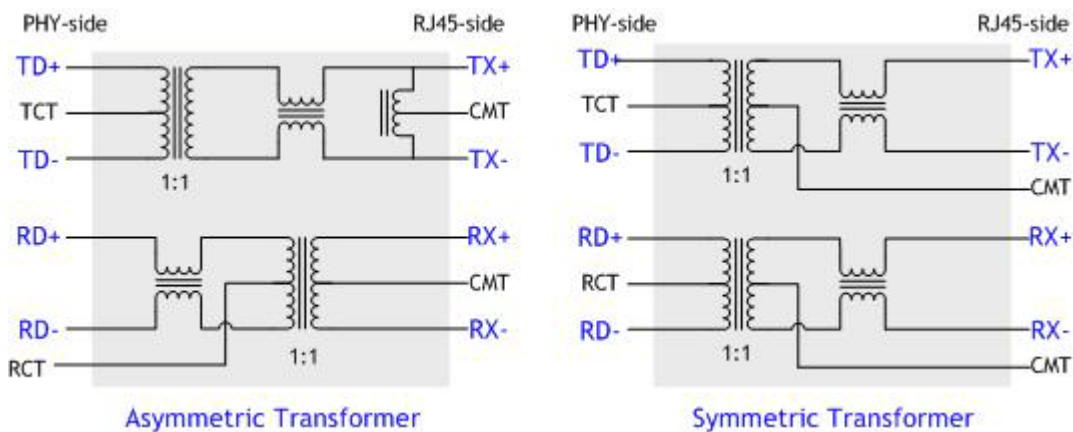 PHY-side
RJ45-side
TD+
TX+
TCT
CMT
TD-
TX-
1:1
RD+
RX+
CMT
RD-
RX-
RCT
1:1
Asymmetric Transformer
PHY-side
RJ45-side
TD+
TX+
TCT
TD-
TX-
1:1
CMT
RD+
RX+
RCT
RD-
RX-
1:1
CMT
Symmetric Transformer